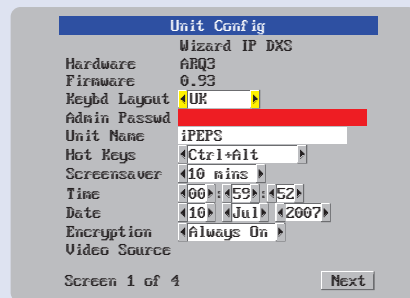 Unit Config
Wizard IP DXS
Hardware ARQ3
Firmware 0.93
Keybd Layout UK
Admin Passwd
Unit Name iPEPS
Hot Keys Ctrl+Alt
Screensaver 10 mins
Time 00:59:52
Date 10 Jul 2007
Encryption Always On
Video Source
Screen 1 of 4 Next